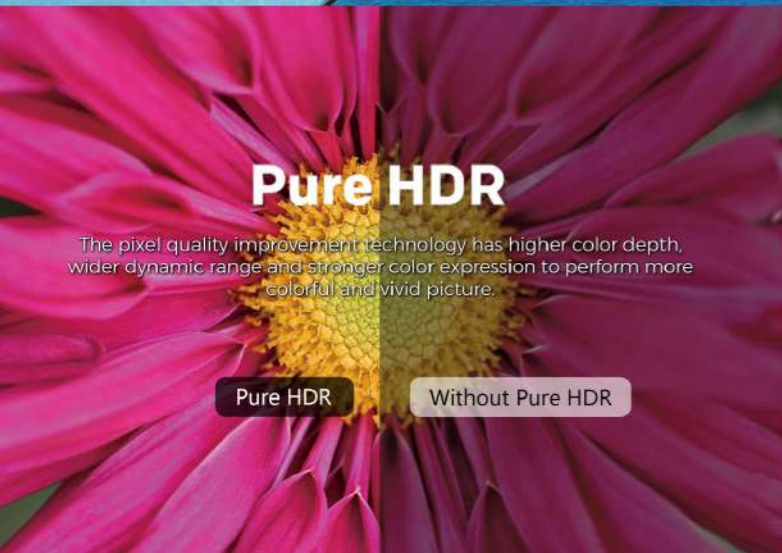 Pure HDR
The pixel quality improvement technology has higher color depth,
wider dynamic range and stronger color expression to perform more
colorful and vivid picture.
Pure HDR
Without Pure HDR